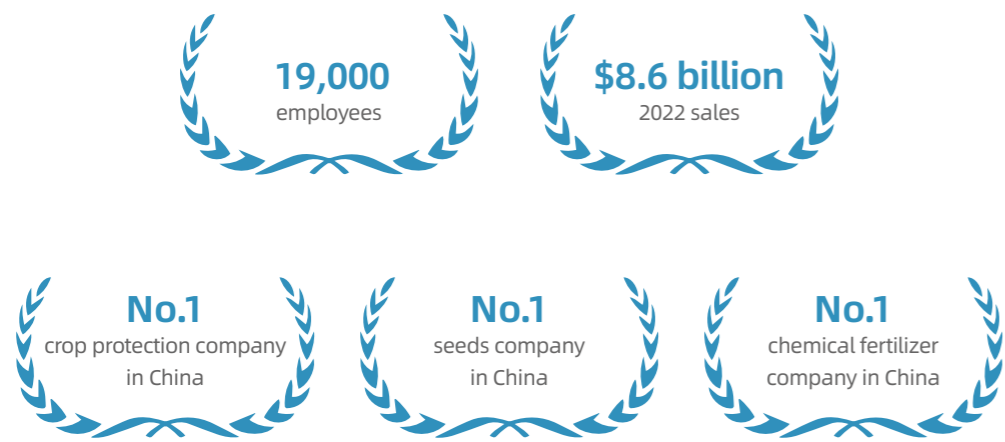 19,000
employees
$8.6 billion
2022 sales
No.1
crop protection company
in China
No.1
seeds company
in China
No.1
chemical fertilizer
company in China